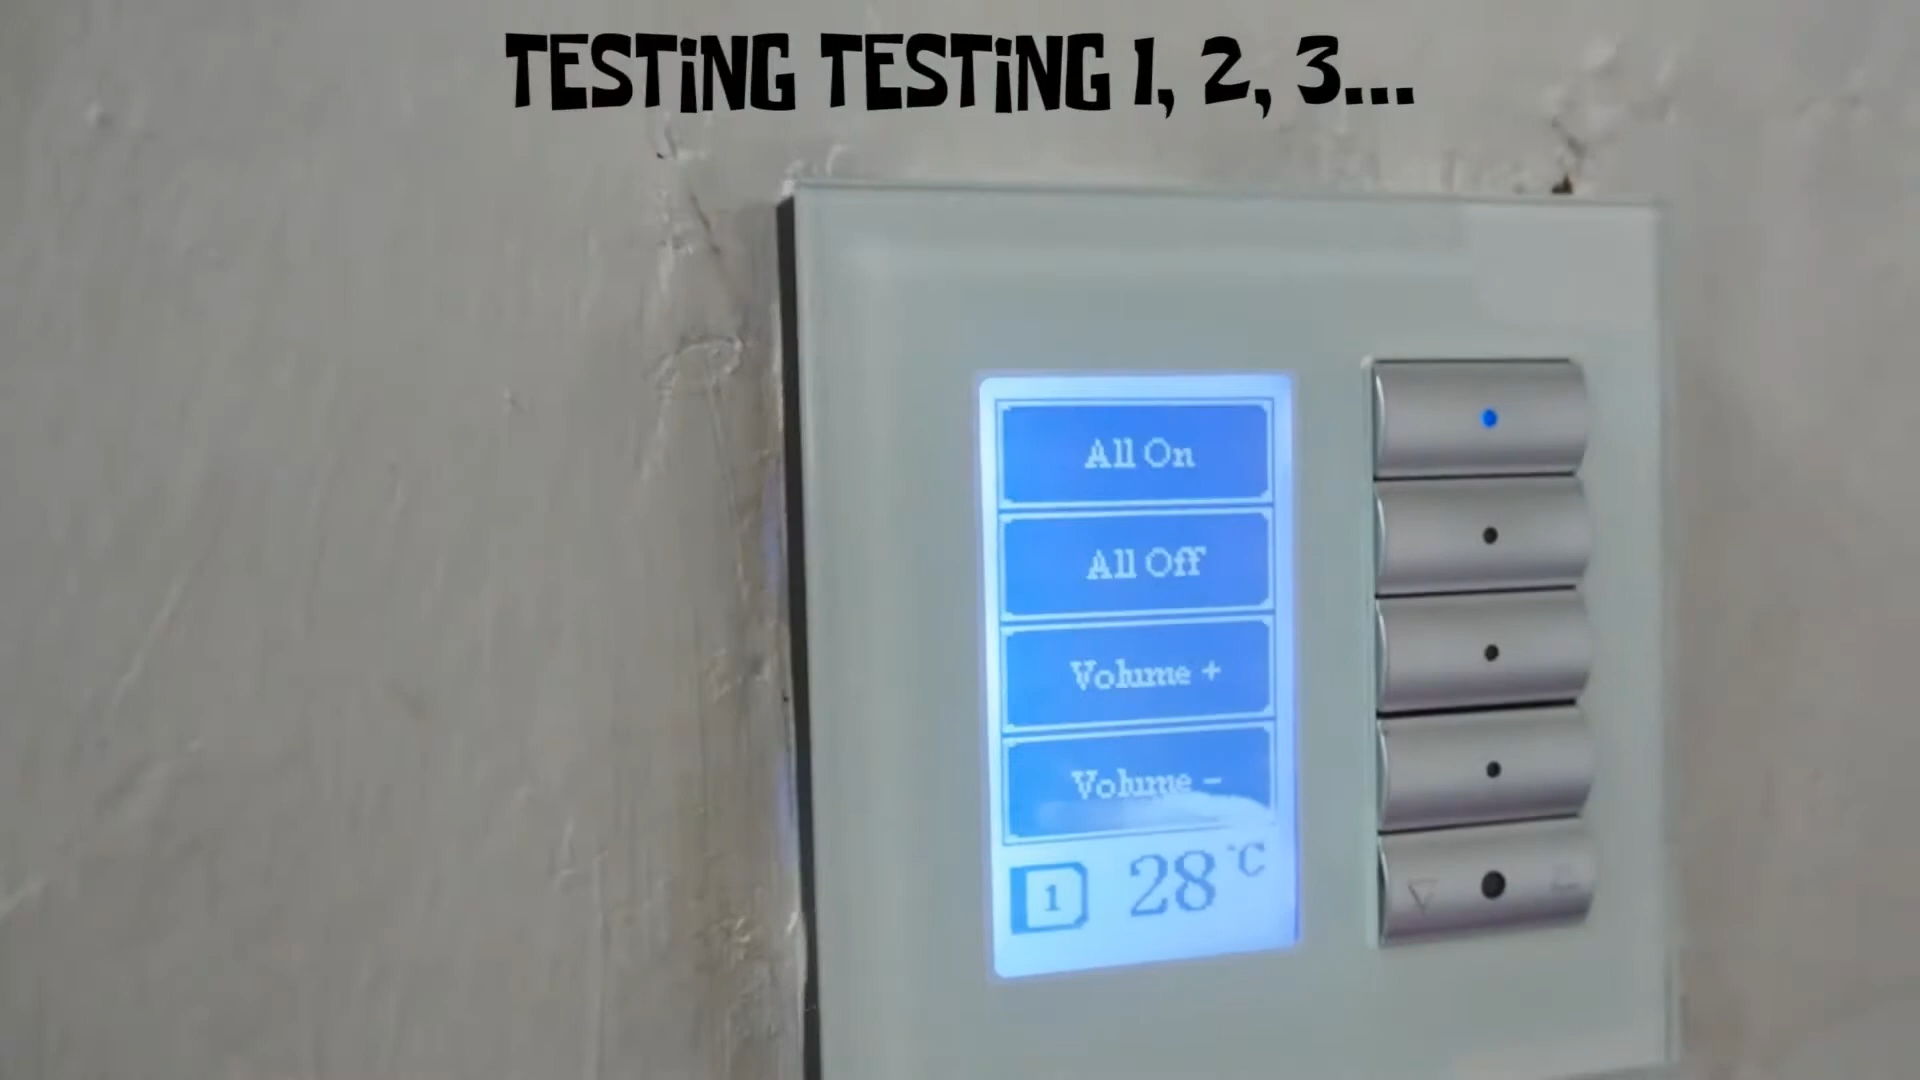 TESTiNG TESTiNG 1, 2, 3...
All On
All Off
Volume +
Volume -
1 28 °C